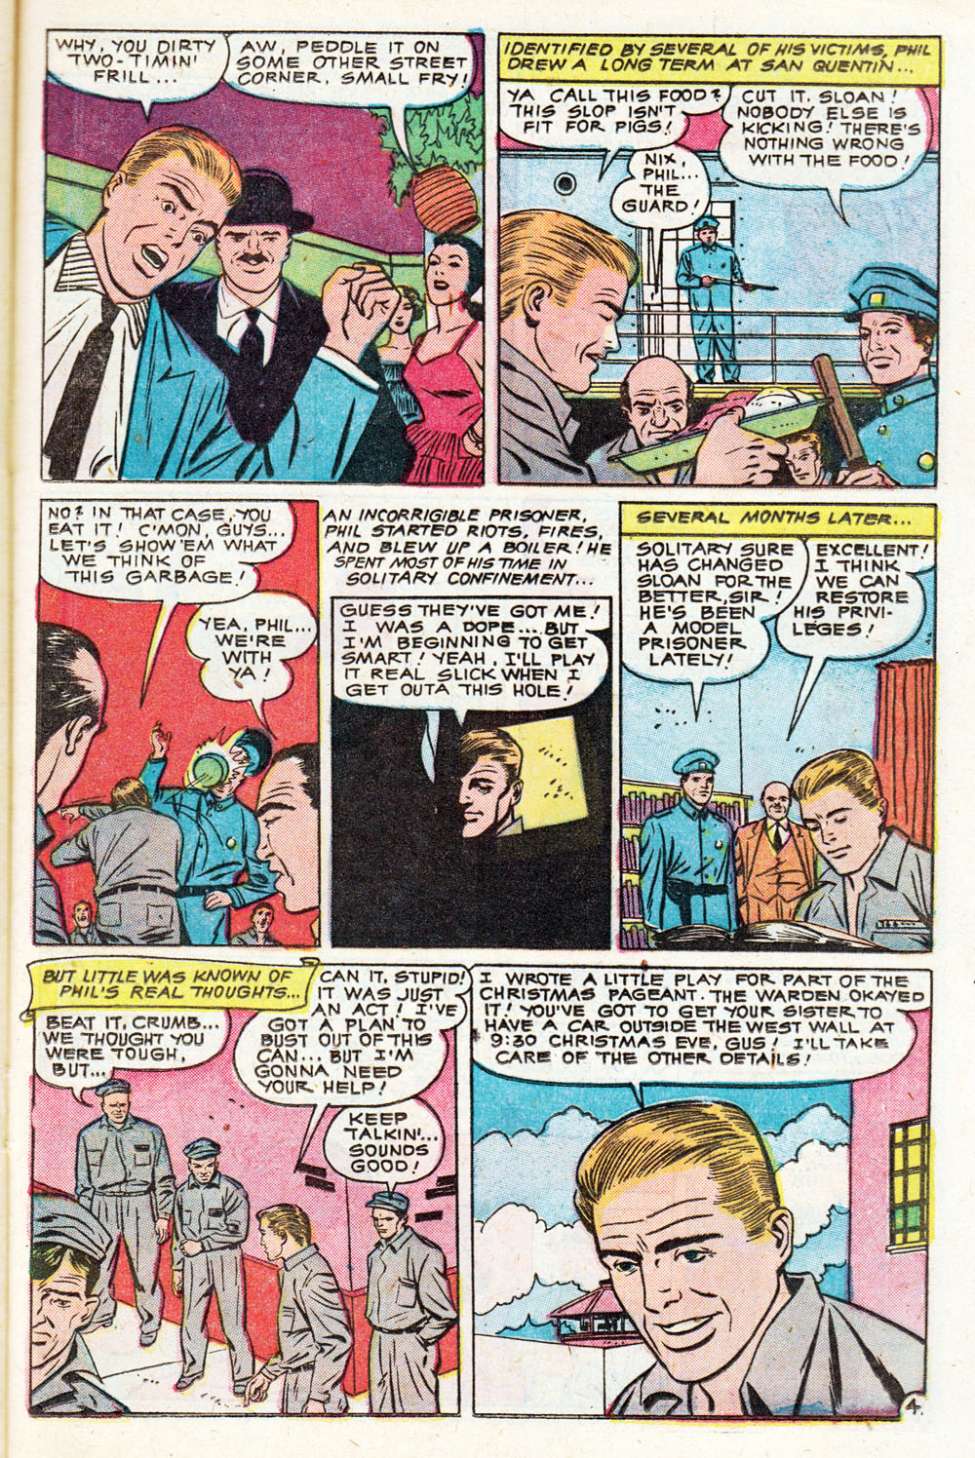 WHY, YOU DIRTY
TWO-TIMIN'
FRILL...
AW, PEDDLE IT ON
SOME OTHER STREET
CORNER, SMALL FRY!
IDENTIFIED BY SEVERAL OF HIS VICTIMS, PHIL
DREW A LONG TERM AT SAN QUENTIN...
YA CALL THIS FOOD?
THIS SLOP ISN'T
FIT FOR PIGS!
NIX,
PHIL...
THE
GUARD!
CUT IT, SLOAN!
NOBODY ELSE IS
KICKING! THERE'S
NOTHING WRONG
WITH THE FOOD!
NO? IN THAT CASE, YOU
EAT IT! C'MON, GUYS...
LET'S SHOW 'EM WHAT
WE THINK OF
THIS GARBAGE!
YEA, PHIL...
WE'RE
WITH
YA!
AN INCORRIGIBLE PRISONER,
PHIL STARTED RIOTS, FIRES,
AND BLEW UP A BOILER! HE
SPENT MOST OF HIS TIME IN
SOLITARY CONFINEMENT...
GUESS THEY'VE GOT ME!
I WAS A DOPE... BUT
I'M BEGINNING TO GET
SMART! YEAH, I'LL PLAY
IT REAL SLICK WHEN I
GET OUTA THIS HOLE!
SEVERAL MONTHS LATER...
SOLITARY SURE
HAS CHANGED
SLOAN FOR THE
BETTER, SIR!
HE'S BEEN
A MODEL
PRISONER
LATELY!
EXCELLENT!
I THINK
WE CAN
RESTORE
HIS PRIVI-
LEGES!
BUT LITTLE WAS KNOWN OF
PHIL'S REAL THOUGHTS...
BEAT IT, CRUMB...
WE THOUGHT YOU
WERE TOUGH,
BUT...
CAN IT, STUPID!
IT WAS JUST
AN ACT! I'VE
GOT A PLAN TO
BUST OUT OF THIS
CAN... BUT I'M
GONNA NEED
YOUR HELP!
KEEP
TALKIN'...
SOUNDS
GOOD!
I WROTE A LITTLE PLAY FOR PART OF THE
CHRISTMAS PAGEANT. THE WARDEN OKAYED
IT! YOU'VE GOT TO GET YOUR SISTER TO
HAVE A CAR OUTSIDE THE WEST WALL AT
9:30 CHRISTMAS EVE, GUS! I'LL TAKE
CARE OF THE OTHER DETAILS!
4.